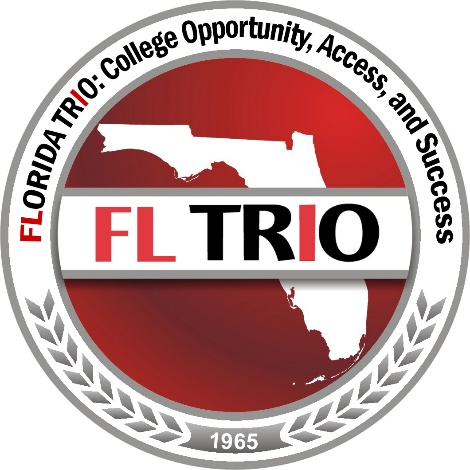 FLORIDA TRIO: College Opportunity, Access, and Success
FL TRIO
1965